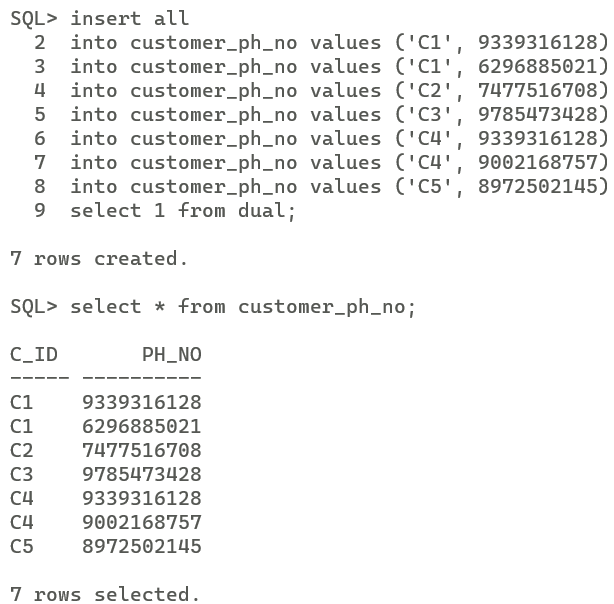 SQL> insert all
  2  into customer_ph_no values ('C1', 9339316128)
  3  into customer_ph_no values ('C1', 6296885021)
  4  into customer_ph_no values ('C2', 7477516708)
  5  into customer_ph_no values ('C3', 9785473428)
  6  into customer_ph_no values ('C4', 9339316128)
  7  into customer_ph_no values ('C4', 9002168757)
  8  into customer_ph_no values ('C5', 8972502145)
  9  select 1 from dual;
7 rows created.
SQL> select * from customer_ph_no;
C_ID       PH_NO
----- ----------
C1    9339316128
C1    6296885021
C2    7477516708
C3    9785473428
C4    9339316128
C4    9002168757
C5    8972502145
7 rows selected.